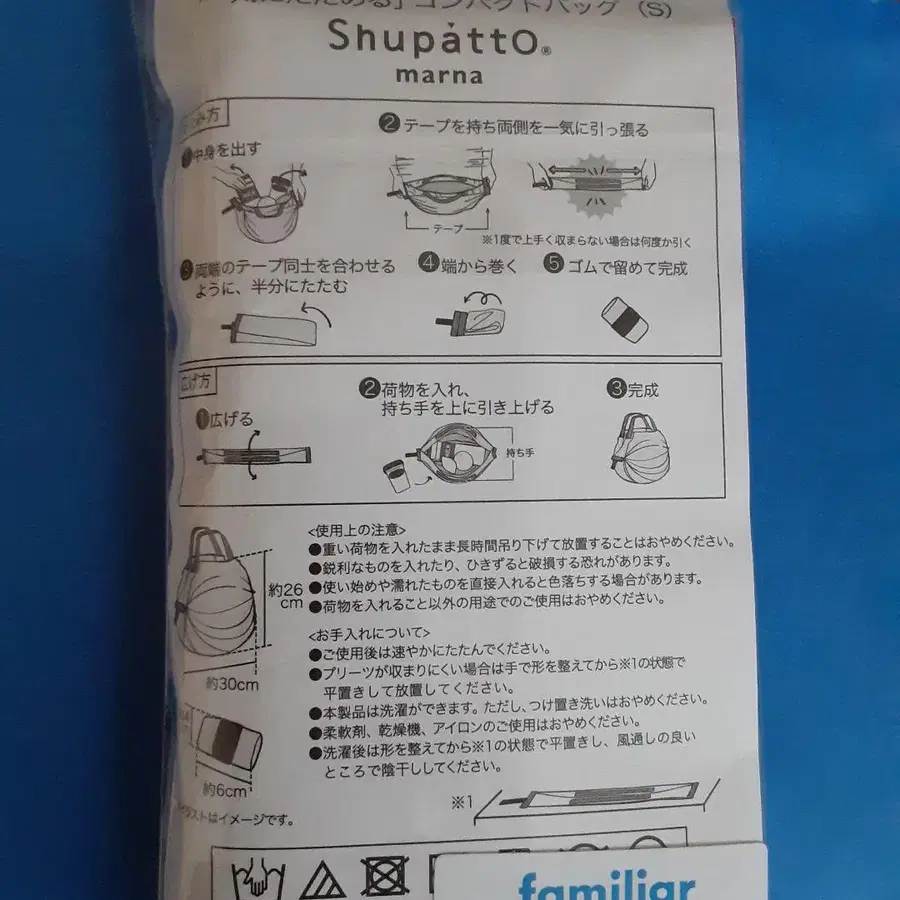 「一気にたためる」コンパクトバッグ (S)
Shupatto®
marna
たたみ方
❶中身を出す
❷テープを持ち両側を一気に引っ張る
テープ
※1度で上手く収まらない場合は何度か引く
❸両端のテープ同士を合わせる
ように、半分にたたむ
❹端から巻く
❺ゴムで留めて完成
広げ方
❶広げる
❷荷物を入れ、
持ち手を上に引き上げる
持ち手
❸完成
<使用上の注意>
●重い荷物を入れたまま長時間吊り下げて放置することはおやめください。
●鋭利なものを入れたり、ひきずると破損する恐れがあります。
●使い始めや濡れたものを直接入れると色落ちする場合があります。
●荷物を入れること以外の用途でのご使用はおやめください。
約26
cm
約30cm
<お手入れについて>
●ご使用後は速やかにたたんでください。
●プリーツが収まりにくい場合は手で形を整えてから※1の状態で
平置きして放置してください。
●本製品は洗濯ができます。ただし、つけ置き洗いはおやめください。
●柔軟剤、乾燥機、アイロンのご使用はおやめください。
●洗濯後は形を整えてから※1の状態で平置きし、風通しの良い
ところで陰干ししてください。
約6cm
イラストはイメージです。
※1
familiar